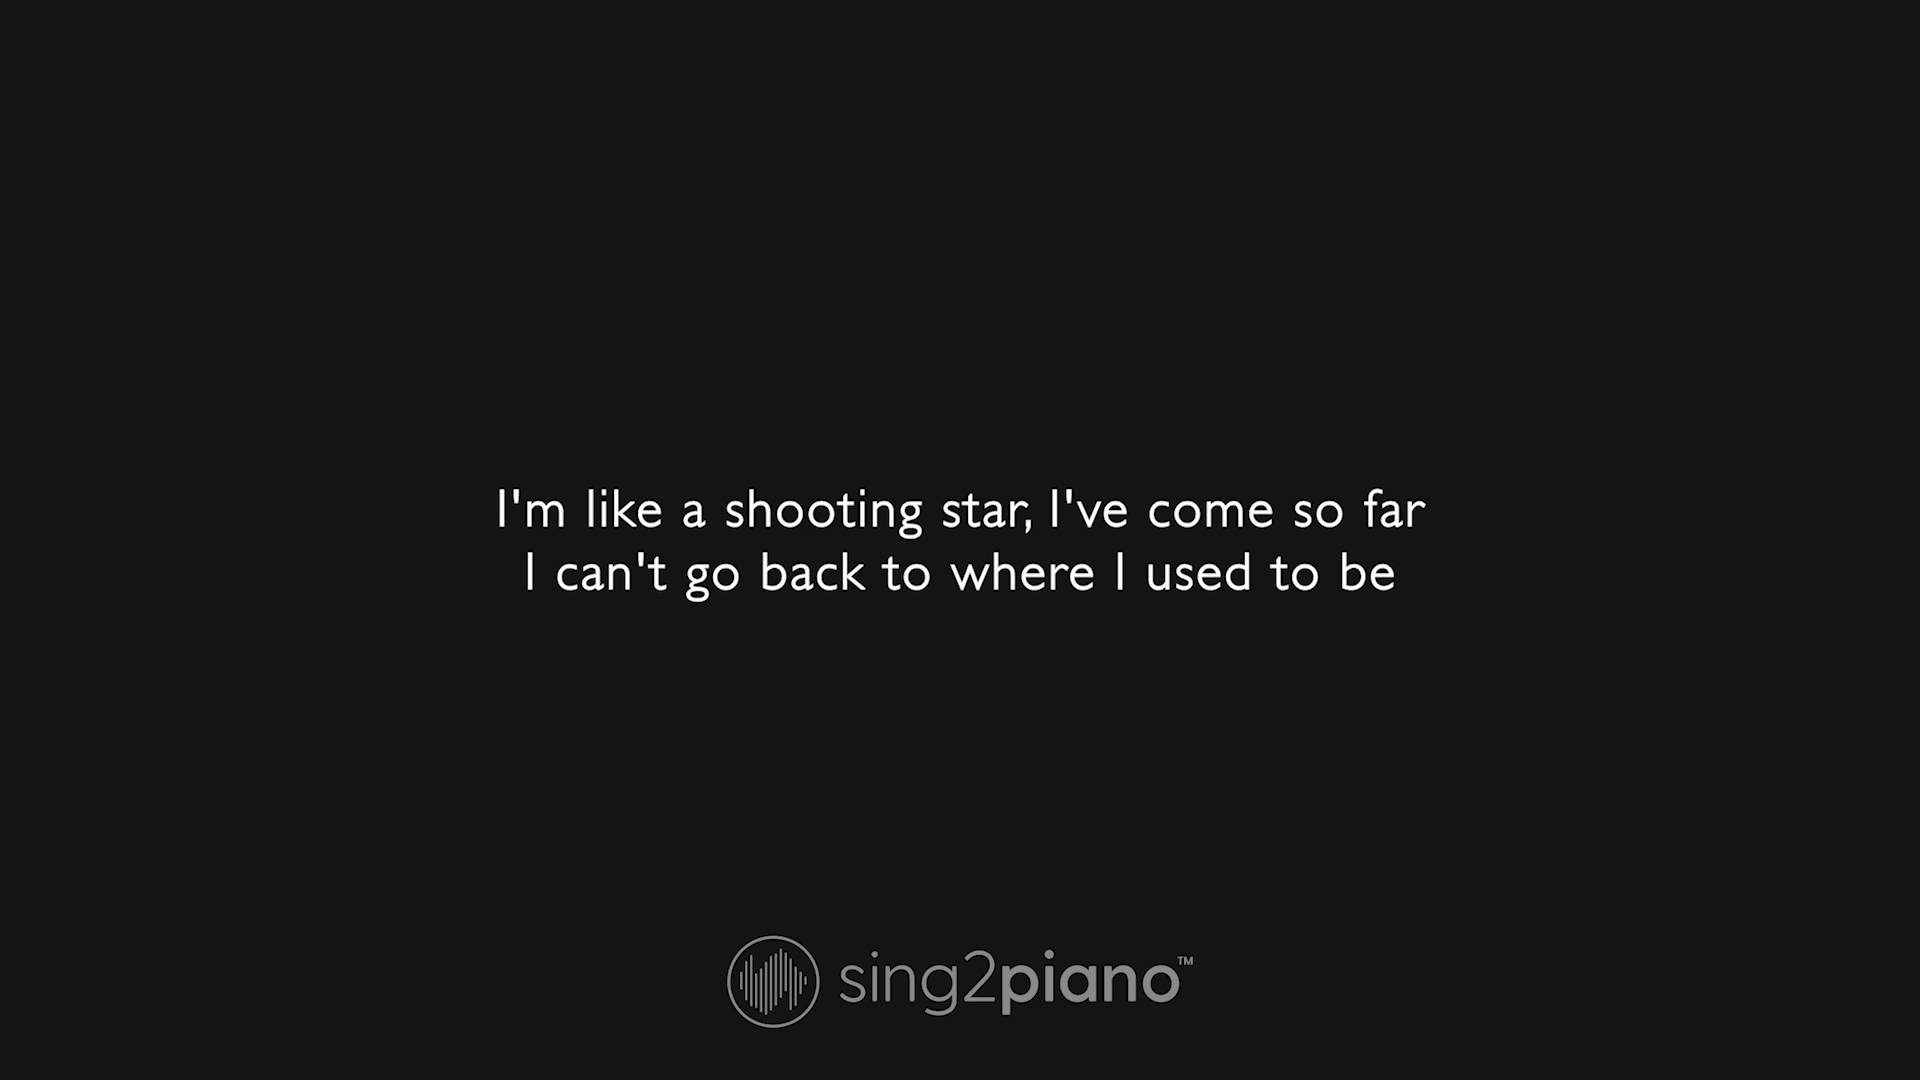 I'm like a shooting star, I've come so far
I can't go back to where I used to be
sing2piano™